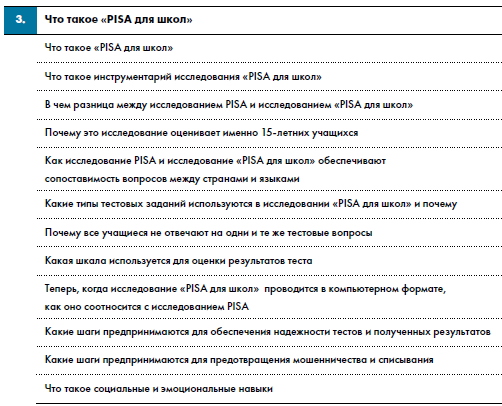 3. Что такое «PISA для школ»
Что такое «PISA для школ»
Что такое инструментарий исследования «PISA для школ»
В чем разница между исследованием PISA и исследованием «PISA для школ»
Почему это исследование оценивает именно 15-летних учащихся
Как исследование PISA и исследование «PISA для школ» обеспечивают
сопоставимость вопросов между странами и языками
Какие типы тестовых заданий используются в исследовании «PISA для школ» и почему
Почему все учащиеся не отвечают на одни и те же тестовые вопросы
Какая шкала используется для оценки результатов теста
Теперь, когда исследование «PISA для школ» проводится в компьютерном формате,
как оно соотносится с исследованием PISA
Какие шаги предпринимаются для обеспечения надежности тестов и полученных результатов
Какие шаги предпринимаются для предотвращения мошенничества и списывания
Что такое социальные и эмоциональные навыки